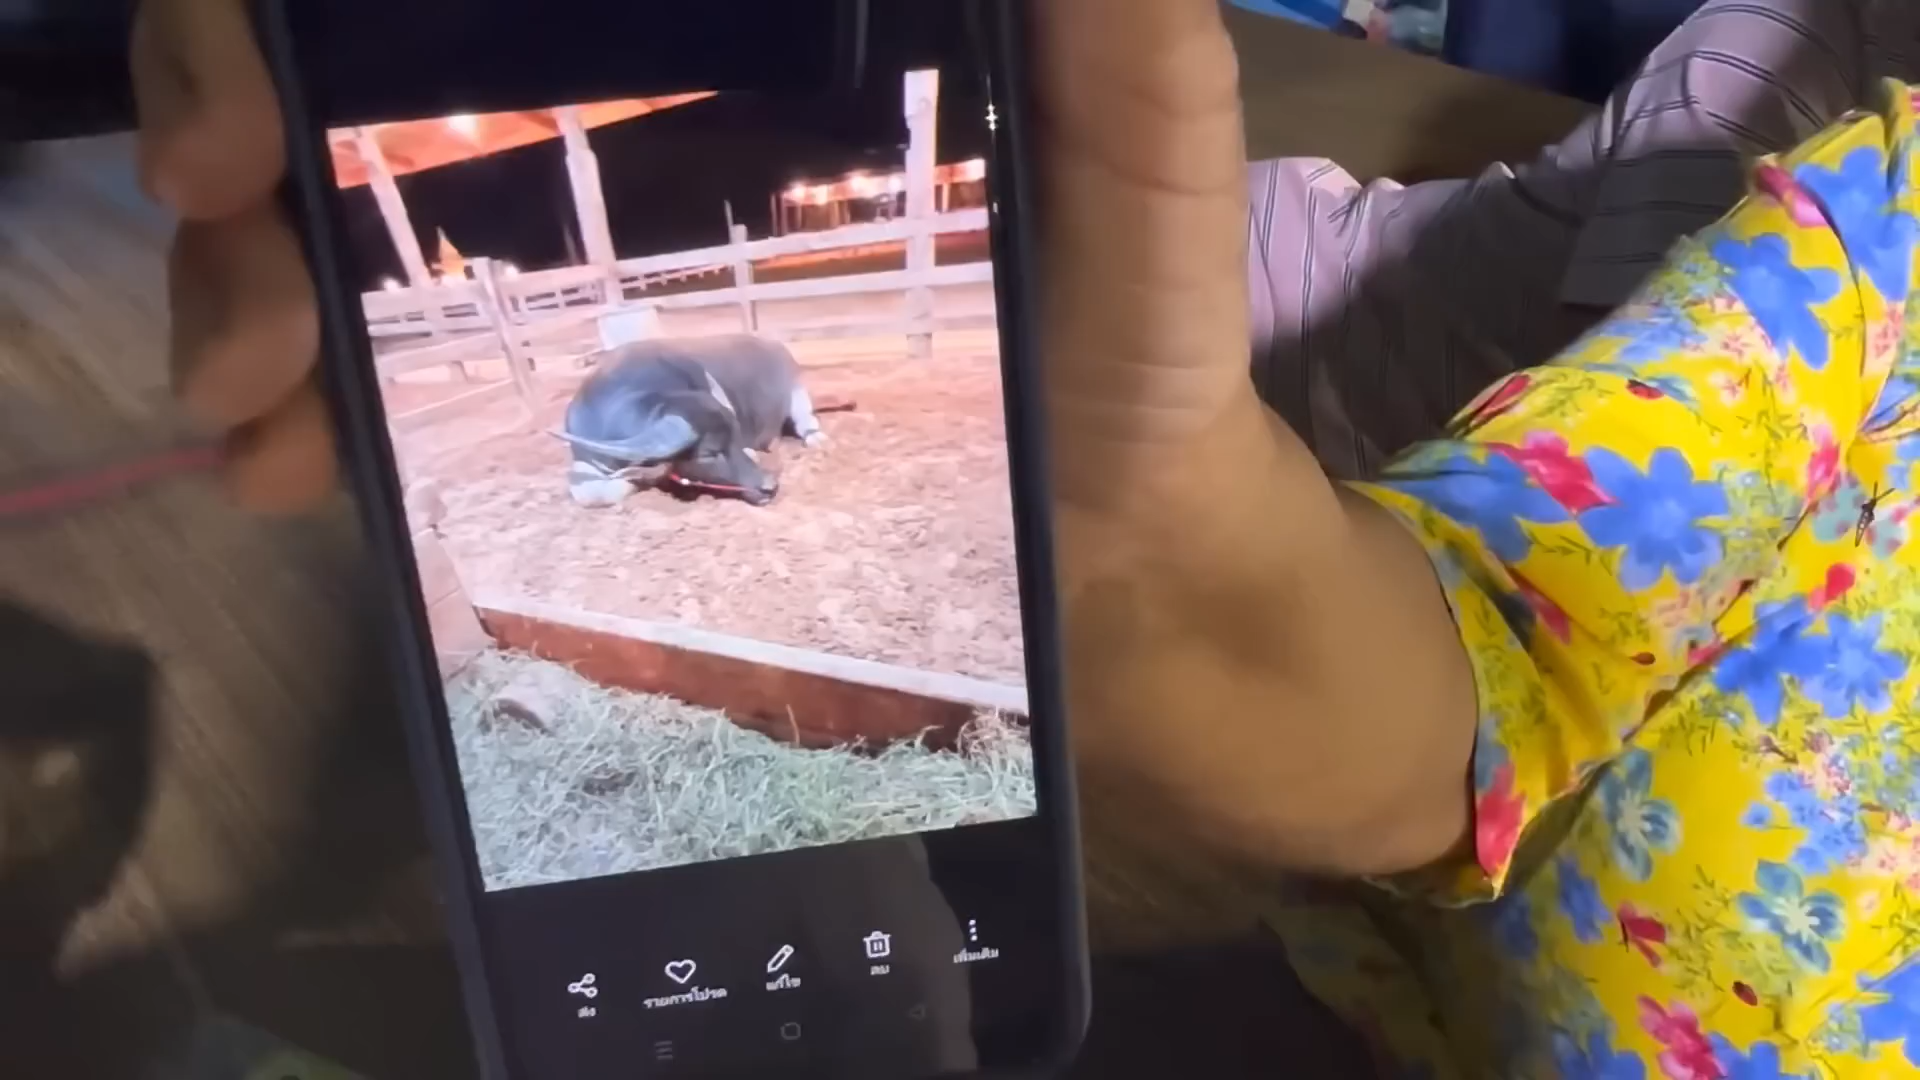 ส่ง
รายการโปรด
แก้ไข
ลบ
เพิ่มเติม